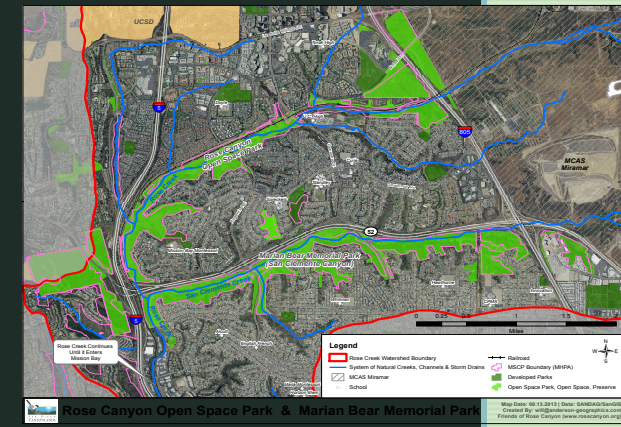 UCSD
5
Doyle
U.C. High
805
Rose Canyon
Open Space Park
MCAS
Miramar
52
Marian Bear Memorial Park
(San Clemente Canyon)
San Clemente Creek
5
Rose Creek Continues
Until it Enters
Mission Bay
Hawthorne
0 0.25 0.5 1 1.5 2
Miles
Legend
Rose Creek Watershed Boundary
System of Natural Creeks, Channels & Storm Drains
MCAS Miramar
School
Railroad
MSCP Boundary (MHPA)
Developed Parks
Open Space Park, Open Space, Preserve
N
W E
S
Rose Canyon Open Space Park & Marian Bear Memorial Park
Map Date: 08.13.2013 | Data: SANDAG/SanGIS
Created By: will@anderson-geographics.com
Friends of Rose Canyon (www.rosecanyon.org)